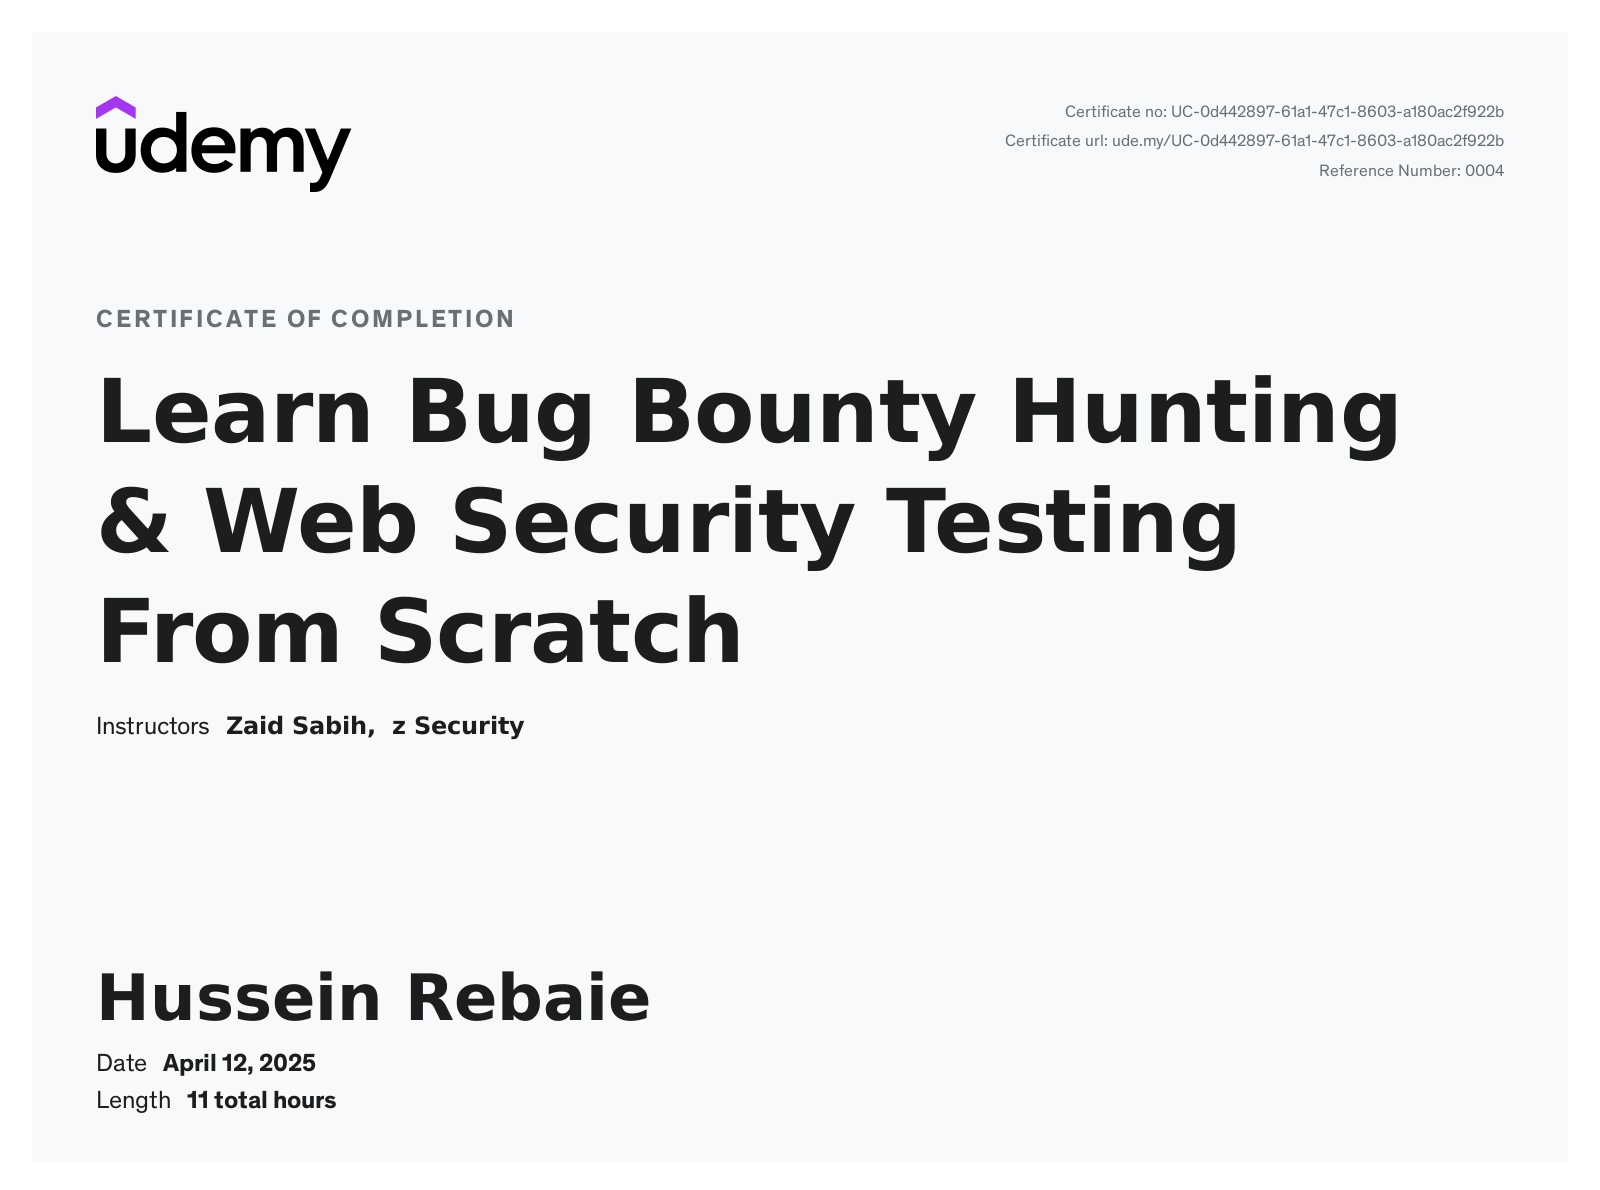 udemy
Certificate no: UC-0d442897-61a1-47c1-8603-a180ac2f922b
Certificate url: ude.my/UC-0d442897-61a1-47c1-8603-a180ac2f922b
Reference Number: 0004
CERTIFICATE OF COMPLETION
Learn Bug Bounty Hunting
& Web Security Testing
From Scratch
Instructors Zaid Sabih, z Security
Hussein Rebaie
Date April 12, 2025
Length 11 total hours